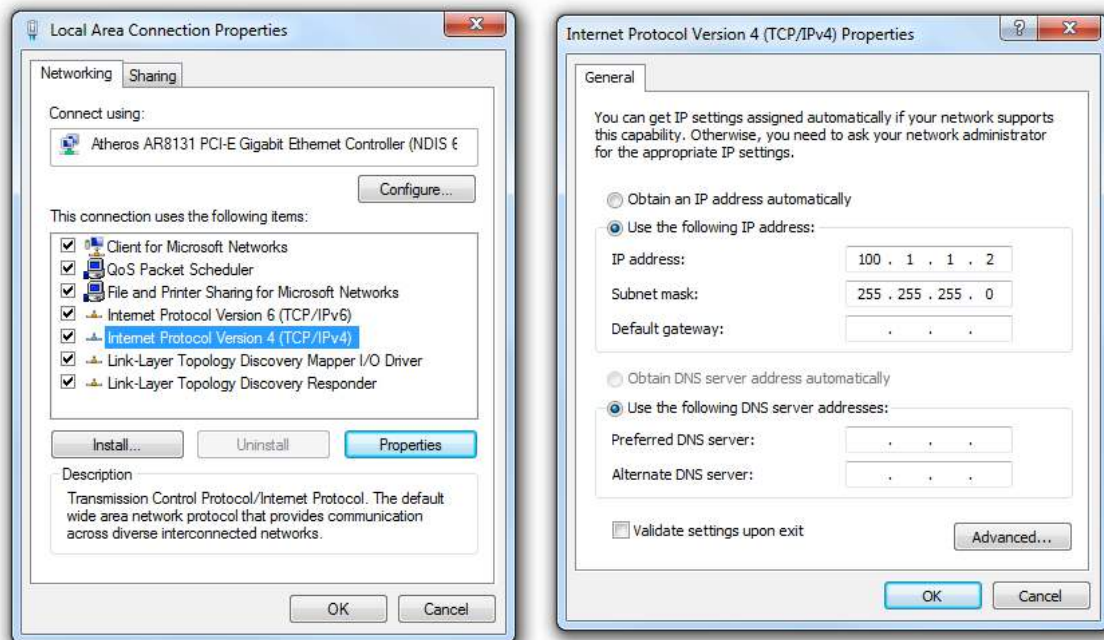 Local Area Connection Properties
Networking
Sharing
Connect using:
Atheros AR8131 PCI-E Gigabit Ethernet Controller (NDIS 6
Configure...
This connection uses the following items:
Client for Microsoft Networks
QoS Packet Scheduler
File and Printer Sharing for Microsoft Networks
Internet Protocol Version 6 (TCP/IPv6)
Internet Protocol Version 4 (TCP/IPv4)
Link-Layer Topology Discovery Mapper I/O Driver
Link-Layer Topology Discovery Responder
Install...
Uninstall
Properties
Description
Transmission Control Protocol/Internet Protocol. The default
wide area network protocol that provides communication
across diverse interconnected networks.
OK
Cancel
Internet Protocol Version 4 (TCP/IPv4) Properties
General
You can get IP settings assigned automatically if your network supports
this capability. Otherwise, you need to ask your network administrator
for the appropriate IP settings.
Obtain an IP address automatically
Use the following IP address:
IP address: 100 . 1 . 1 . 2
Subnet mask: 255 . 255 . 255 . 0
Default gateway: . . .
Obtain DNS server address automatically
Use the following DNS server addresses:
Preferred DNS server: . . .
Alternate DNS server: . . .
Validate settings upon exit
Advanced...
OK
Cancel